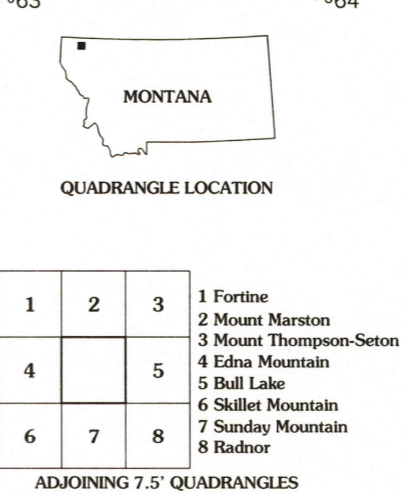 ⁰63 ⁰64
MONTANA
QUADRANGLE LOCATION
1 2 3
4 5
6 7 8
1 Fortine
2 Mount Marston
3 Mount Thompson-Seton
4 Edna Mountain
5 Bull Lake
6 Skillet Mountain
7 Sunday Mountain
8 Radnor
ADJOINING 7.5' QUADRANGLES